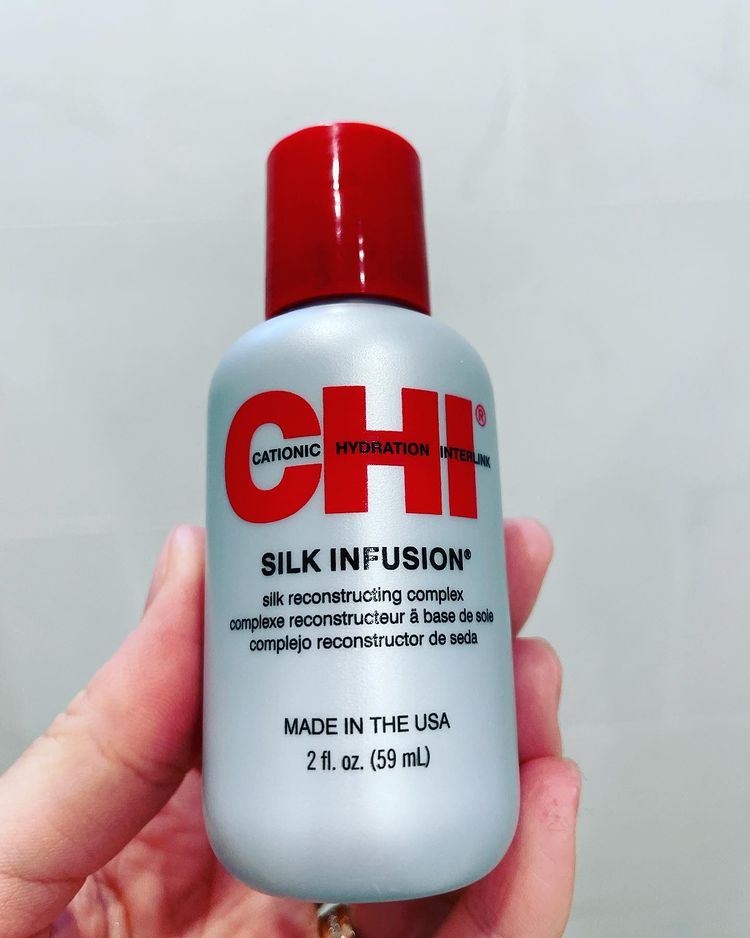 CHI®
CATIONIC HYDRATION INTERLINK
SILK INFUSION®
silk reconstructing complex
complexe reconstructeur ä base de soie
complejo reconstructor de seda
MADE IN THE USA
2 fl. oz. (59 mL)